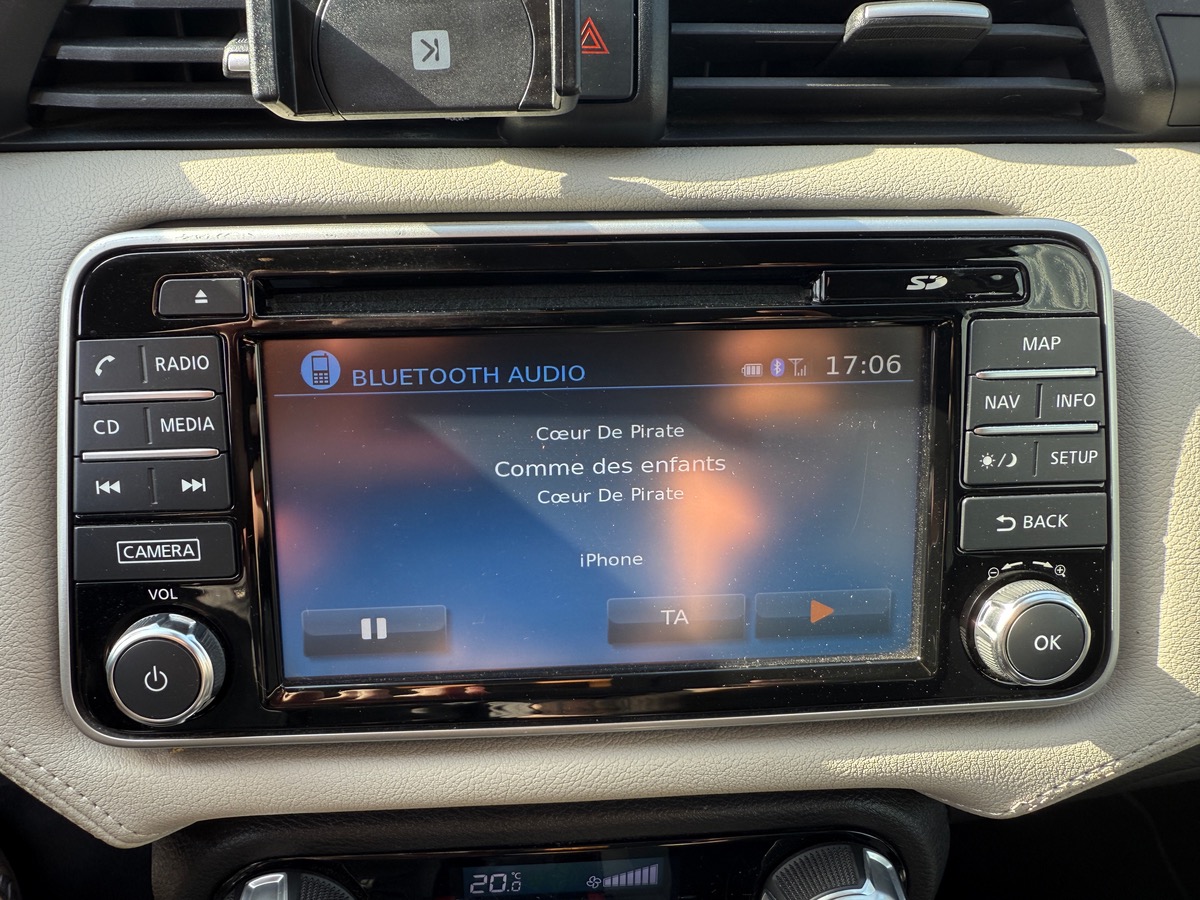 SD
RADIO
CD MEDIA
CAMERA
VOL
BLUETOOTH AUDIO 17:06
Cœur De Pirate
Comme des enfants
Cœur De Pirate
iPhone
TA
MAP
NAV INFO
SETUP
BACK
OK
20.0 °C